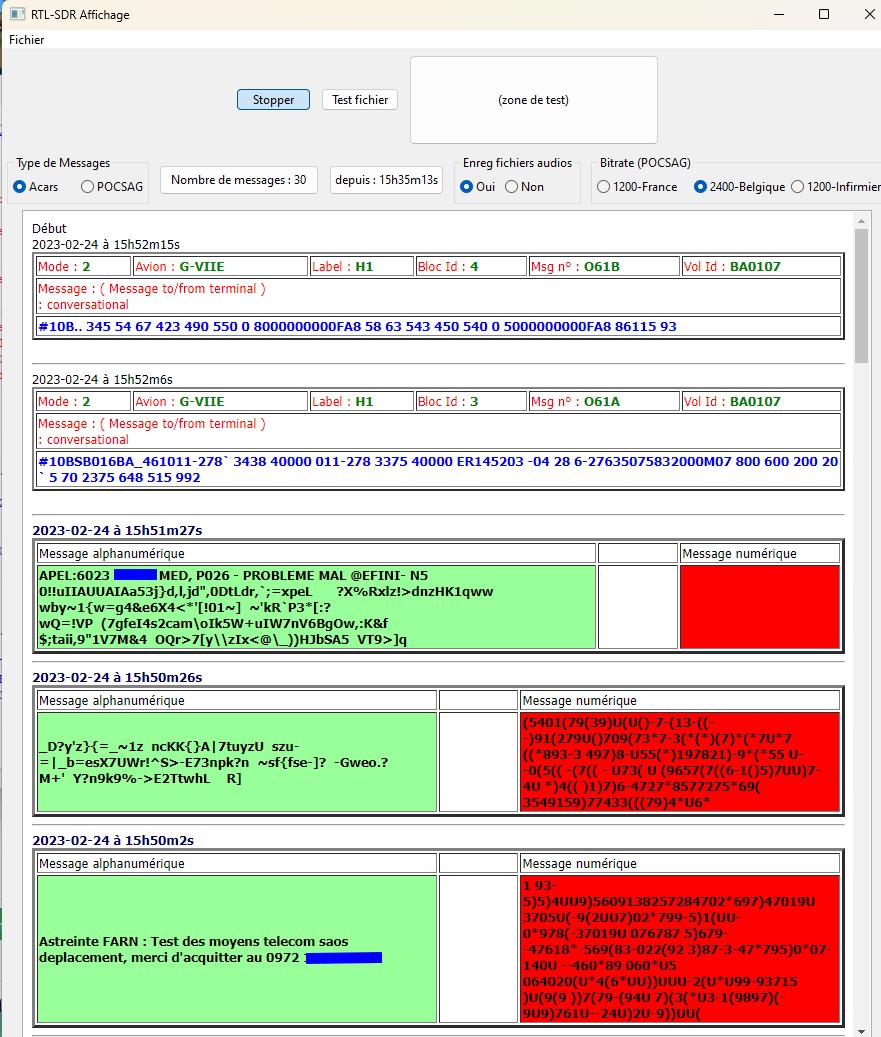 RTL-SDR Affichage
Fichier
Stopper
Test fichier
(zone de test)
Type de Messages
Acars
POCSAG
Nombre de messages : 30
depuis : 15h35m13s
Enreg fichiers audios
Oui
Non
Bitrate (POCSAG)
1200-France
2400-Belgique
1200-Infirmier
Début
2023-02-24 à 15h52m15s
Mode : 2
Avion : G-VIIE
Label : H1
Bloc Id : 4
Msg n° : O61B
Vol Id : BA0107
Message : ( Message to/from terminal )
: conversational
#10B.. 345 54 67 423 490 550 0 8000000000FA8 58 63 543 450 540 0 5000000000FA8 86115 93
2023-02-24 à 15h52m6s
Mode : 2
Avion : G-VIIE
Label : H1
Bloc Id : 3
Msg n° : O61A
Vol Id : BA0107
Message : ( Message to/from terminal )
: conversational
#10BSB016BA_461011-278` 3438 40000 011-278 3375 40000 ER145203 -04 28 6-27635075832000M07 800 600 200 20
` 5 70 2375 648 515 992
2023-02-24 à 15h51m27s
Message alphanumérique
Message numérique
APEL:6023 MED, P026 - PROBLEME MAL @EFINI- N5
0!!uIIAUUAIAa53j}d,lj,jd",0DtLdr,`;=xpeL ?X%Rxlz!>dnzHK1qww
wby~1{w=g4&e6X4<*'[!01~] ~'kR`P3*[:?
wQ=!VP (7gfeI4s2cam\oIk5W+uIW7nV6BgOw,:K&f
$;taii,9"1V7M&4 OQr>7[y\\zIx<@\_))HJbSA5 VT9>]q
2023-02-24 à 15h50m26s
Message alphanumérique
Message numérique
_D?y'z}{=_~1z ncKK{}A|7tuyzU szu-
=|_b=esX7UWr!^S>-E73npk?n ~sf{fse-]? -Gweo.?
M+' Y?n9k9%->E2TtwhL R]
(5401(79(39)U(U()-7-(13-((-
-)91(279U()709(73*7-3(*(*)(7)*(*7U*7
((*893-3 497)8-U55(*)197821)-9*(*55 U-
-0(5(( -(7(( - U73( U (9657(7((6-1()5)7UU)7-
4U *)4(( )1)7)6-4727*8577275*69(
3549159)77433(((79)4*U6*
2023-02-24 à 15h50m2s
Message alphanumérique
Message numérique
Astreinte FARN : Test des moyens telecom saos
deplacement, merci d'acquitter au 0972
1 93-
5)5)4UU9)5609138257284702*697)47019U
3705U(-9(2UU7)02*799-5)1(UU-
0*978(-37019U 076787 5)679-
-47618*-569(83-022(92 3)87-3-47*795)0*07-
140U --460*89 060*U5
064020(U*4(6*UU))UUU-2(U*U99-93715
)U(9(9 ))7(79-(94U 7)(3(*U3-1(9897)(-
9U9)761U--24U)2U-9))UU(